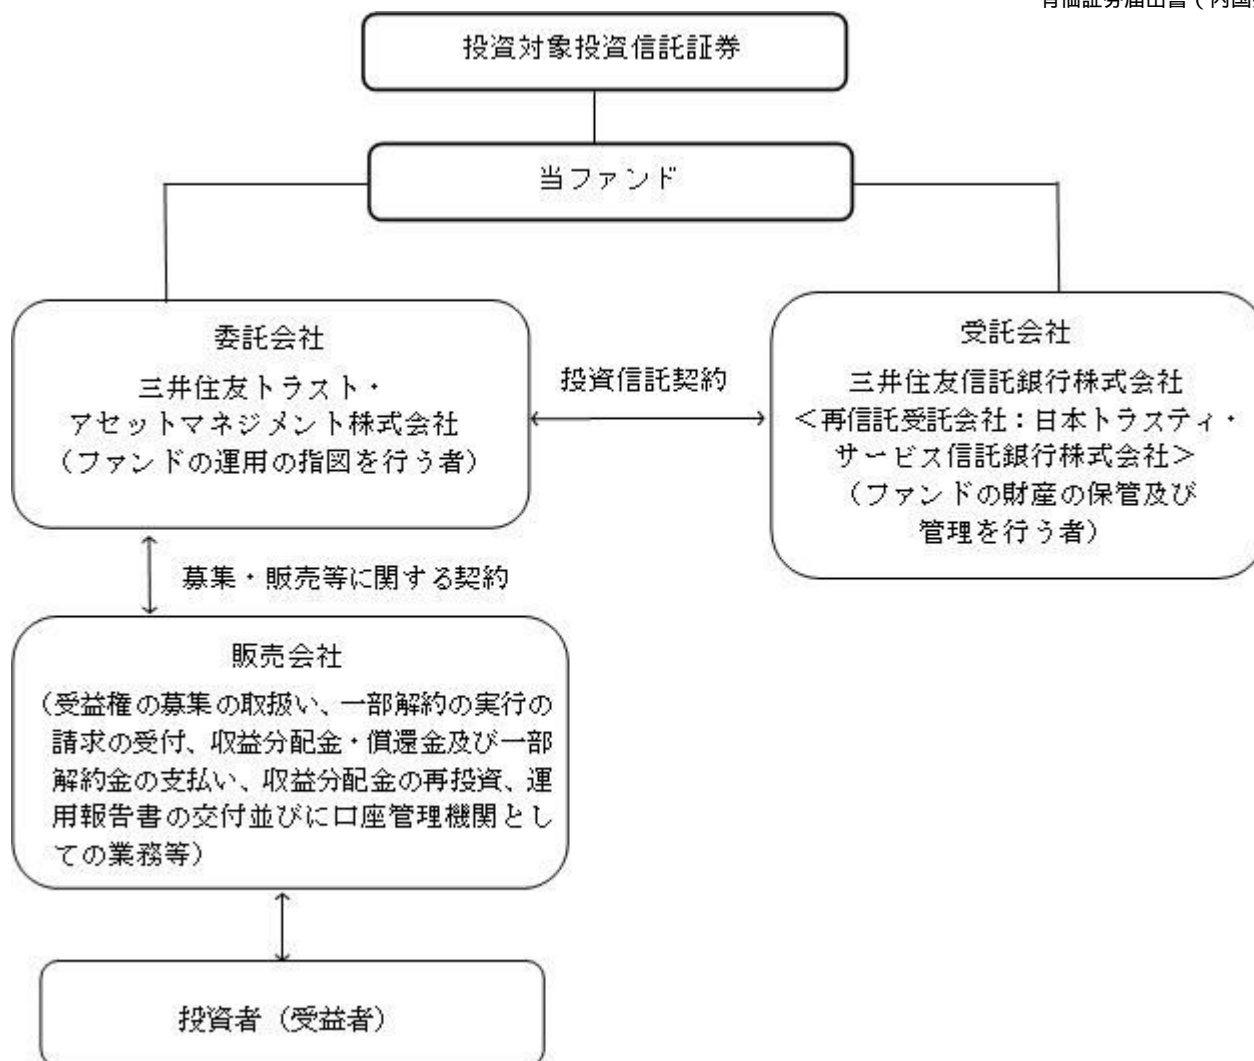 有価証券届出書（内国
投資対象投資信託証券
当ファンド
委託会社
三井住友トラスト・
アセットマネジメント株式会社
（ファンドの運用の指図を行う者）
投資信託契約
受託会社
三井住友信託銀行株式会社
＜再信託受託会社：日本トラスティ・
サービス信託銀行株式会社＞
（ファンドの財産の保管及び
管理を行う者）
募集・販売等に関する契約
販売会社
（受益権の募集の取扱い、一部解約の実行の
請求の受付、収益分配金・償還金及び一部
解約金の支払い、収益分配金の再投資、運
用報告書の交付並びに口座管理機関とし
ての業務等）
投資者（受益者）